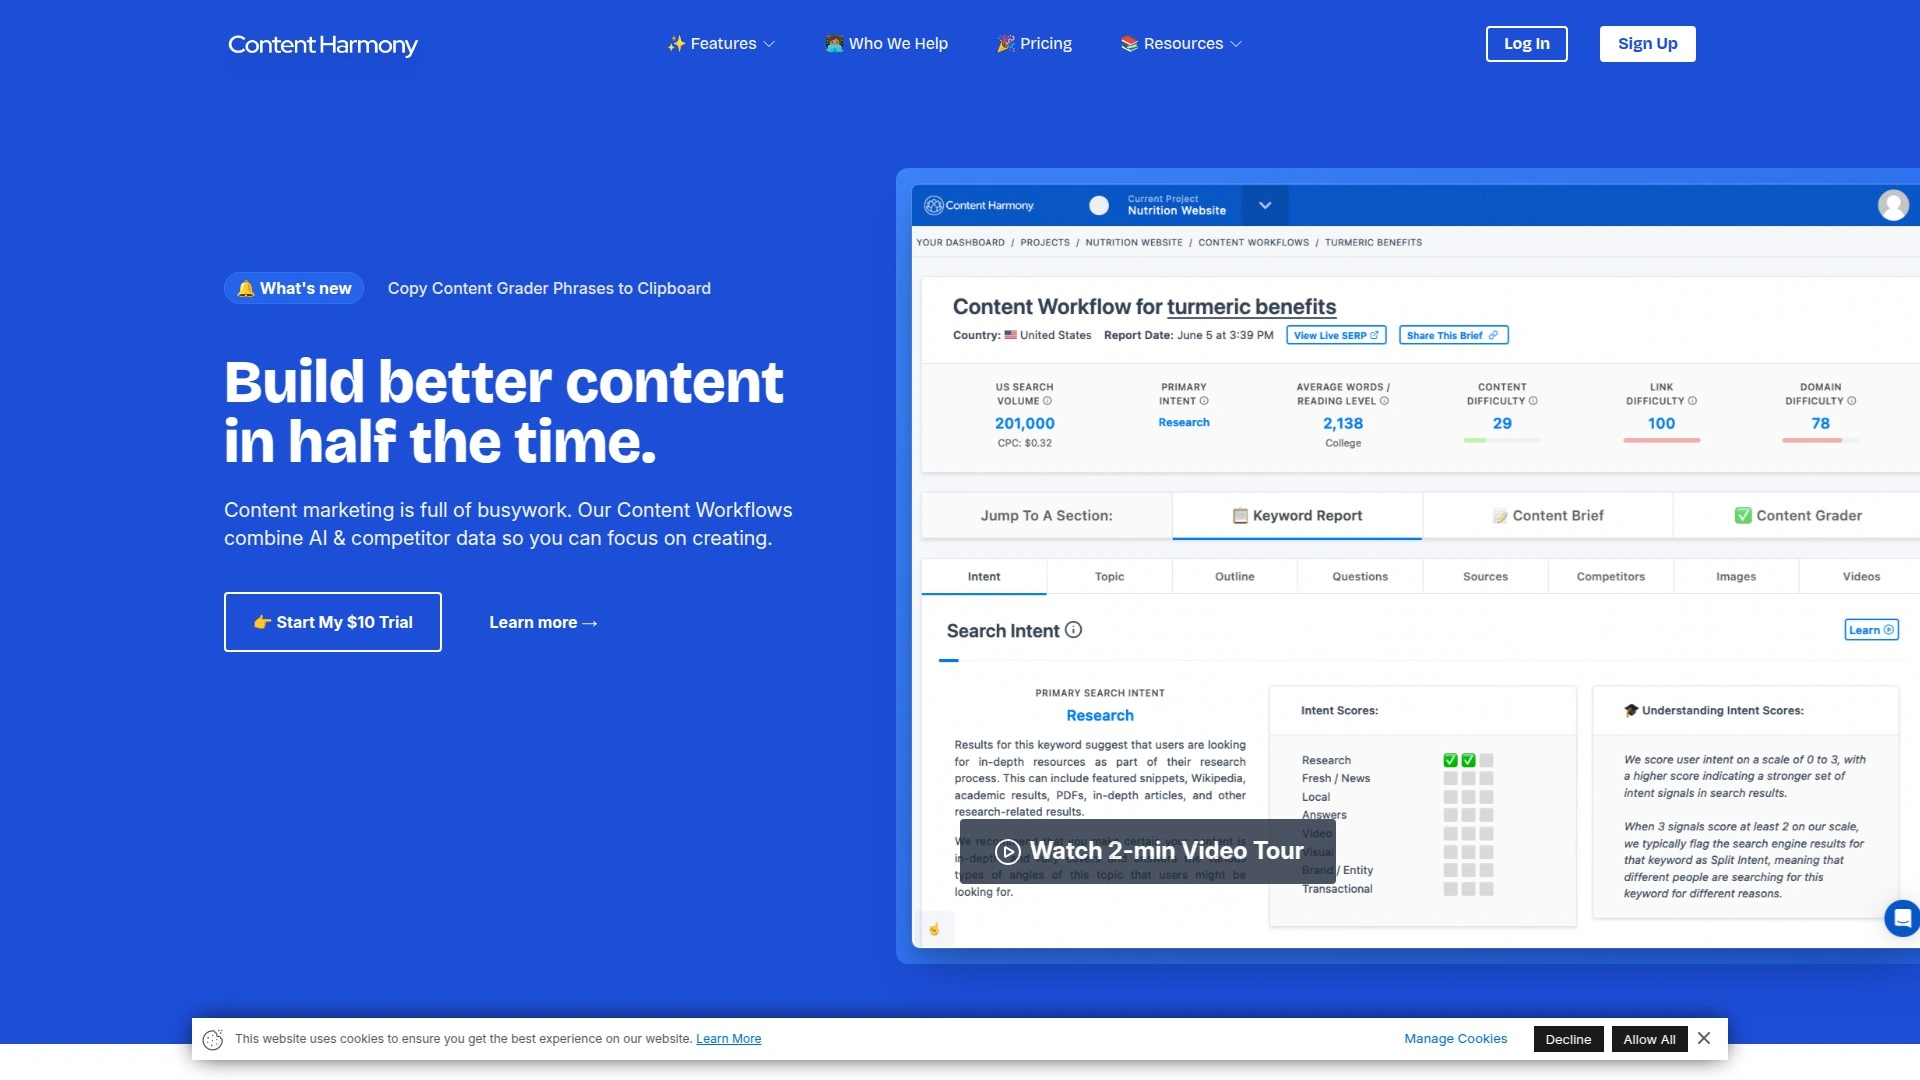 Content Harmony
✨ Features
👩🏽‍💻 Who We Help
🎉 Pricing
📚 Resources
Log In
Sign Up
🔔 What's new
Copy Content Grader Phrases to Clipboard
Build better content
in half the time.
Content marketing is full of busywork. Our Content Workflows
combine AI & competitor data so you can focus on creating.
👉 Start My $10 Trial
Learn more →
Content Harmony
Current Project
Nutrition Website
YOUR DASHBOARD / PROJECTS / NUTRITION WEBSITE / CONTENT WORKFLOWS / TURMERIC BENEFITS
Content Workflow for turmeric benefits
Country: 🇺🇸 United States Report Date: June 5 at 3:39 PM View Live SERP Share This Brief
US SEARCH
VOLUME
201,000
CPC: $0.32
PRIMARY
INTENT
Research
AVERAGE WORDS /
READING LEVEL
2,138
College
CONTENT
DIFFICULTY
29
LINK
DIFFICULTY
100
DOMAIN
DIFFICULTY
78
Jump To A Section:
📋 Keyword Report
📝 Content Brief
✅ Content Grader
Intent
Topic
Outline
Questions
Sources
Competitors
Images
Videos
Search Intent
Learn
PRIMARY SEARCH INTENT
Research
Results for this keyword suggest that users are looking
for in-depth resources as part of their research
process. This can include featured snippets, Wikipedia,
academic results, PDFs, in-depth articles, and other
research-related results.
We recommend that you make certain your content is
types of angles of this topic that users might be
looking for.
Watch 2-min Video Tour
Intent Scores:
Research
Fresh / News
Local
Answers
Video
Visual
Brand / Entity
Transactional
🎓 Understanding Intent Scores:
We score user intent on a scale of 0 to 3, with
a higher score indicating a stronger set of
intent signals in search results.
When 3 signals score at least 2 on our scale,
we typically flag the search engine results for
that keyword as Split Intent, meaning that
different people are searching for this
keyword for different reasons.
This website uses cookies to ensure you get the best experience on our website. Learn More
Manage Cookies
Decline
Allow All